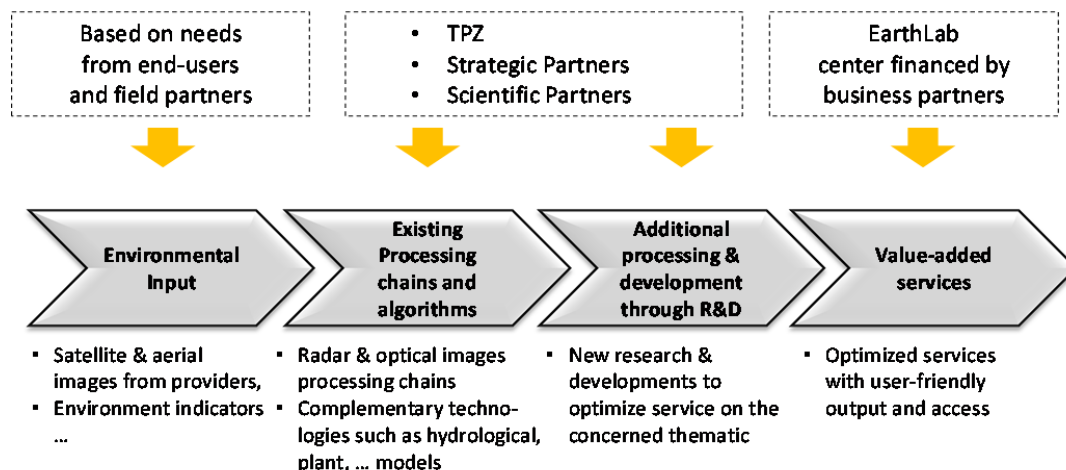 Based on needs
from end-users
and field partners
• TPZ
• Strategic Partners
• Scientific Partners
EarthLab
center financed by
business partners
Environmental
Input
Existing
Processing
chains and
algorithms
Additional
processing &
development
through R&D
Value-added
services
▪ Satellite & aerial
images from providers,
▪ Environment indicators
...
▪ Radar & optical images
processing chains
▪ Complementary techno-
logies such as hydrological,
plant, ... models
▪ New research &
developments to
optimize service on the
concerned thematic
▪ Optimized services
with user-friendly
output and access